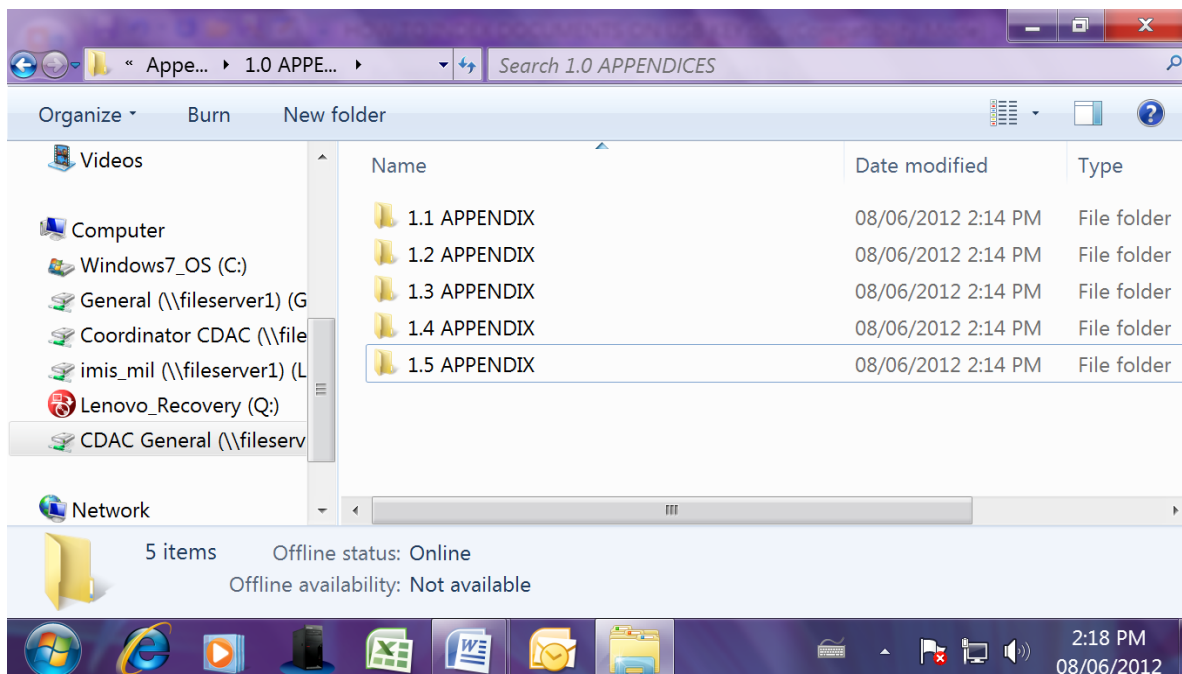 « Appe... 1.0 APPE...
Search 1.0 APPENDICES
Organize Burn New folder
Videos
Computer
Windows7_OS (C:)
General (\\fileserver1) (G
Coordinator CDAC (\\file
imis_mil (\\fileserver1) (L
Lenovo_Recovery (Q:)
CDAC General (\\fileserv
Network
Name Date modified Type
1.1 APPENDIX 08/06/2012 2:14 PM File folder
1.2 APPENDIX 08/06/2012 2:14 PM File folder
1.3 APPENDIX 08/06/2012 2:14 PM File folder
1.4 APPENDIX 08/06/2012 2:14 PM File folder
1.5 APPENDIX 08/06/2012 2:14 PM File folder
5 items Offline status: Online
Offline availability: Not available
2:18 PM
08/06/2012